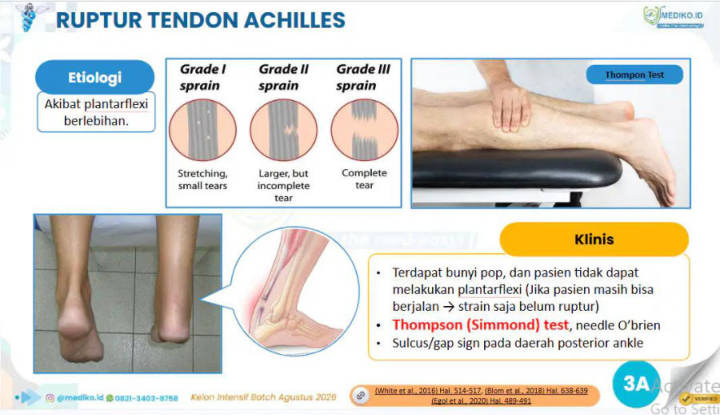 RUPTUR TENDON ACHILLES
MEDIKO.ID
Etiologi
Akibat plantarflexi
berlebihan.
Grade I
sprain
Grade II
sprain
Grade III
sprain
Stretching,
small tears
Larger, but
incomplete
tear
Complete
tear
Thompon Test
Klinis
• Terdapat bunyi pop, dan pasien tidak dapat
melakukan plantarflexi (Jika pasien masih bisa
berjalan → strain saja belum ruptur)
• Thompson (Simmond) test, needle O'brien
• Sulcus/gap sign pada daerah posterior ankle
3A
@mediko.id 0821-3403-9758 Kelon Intensif Batch Agustus 2026
(White et al., 2016) Hal. 514-517, (Blom et al., 2018) Hal. 638-639
(Egol et al., 2020) Hal. 489-491
VERIFIED